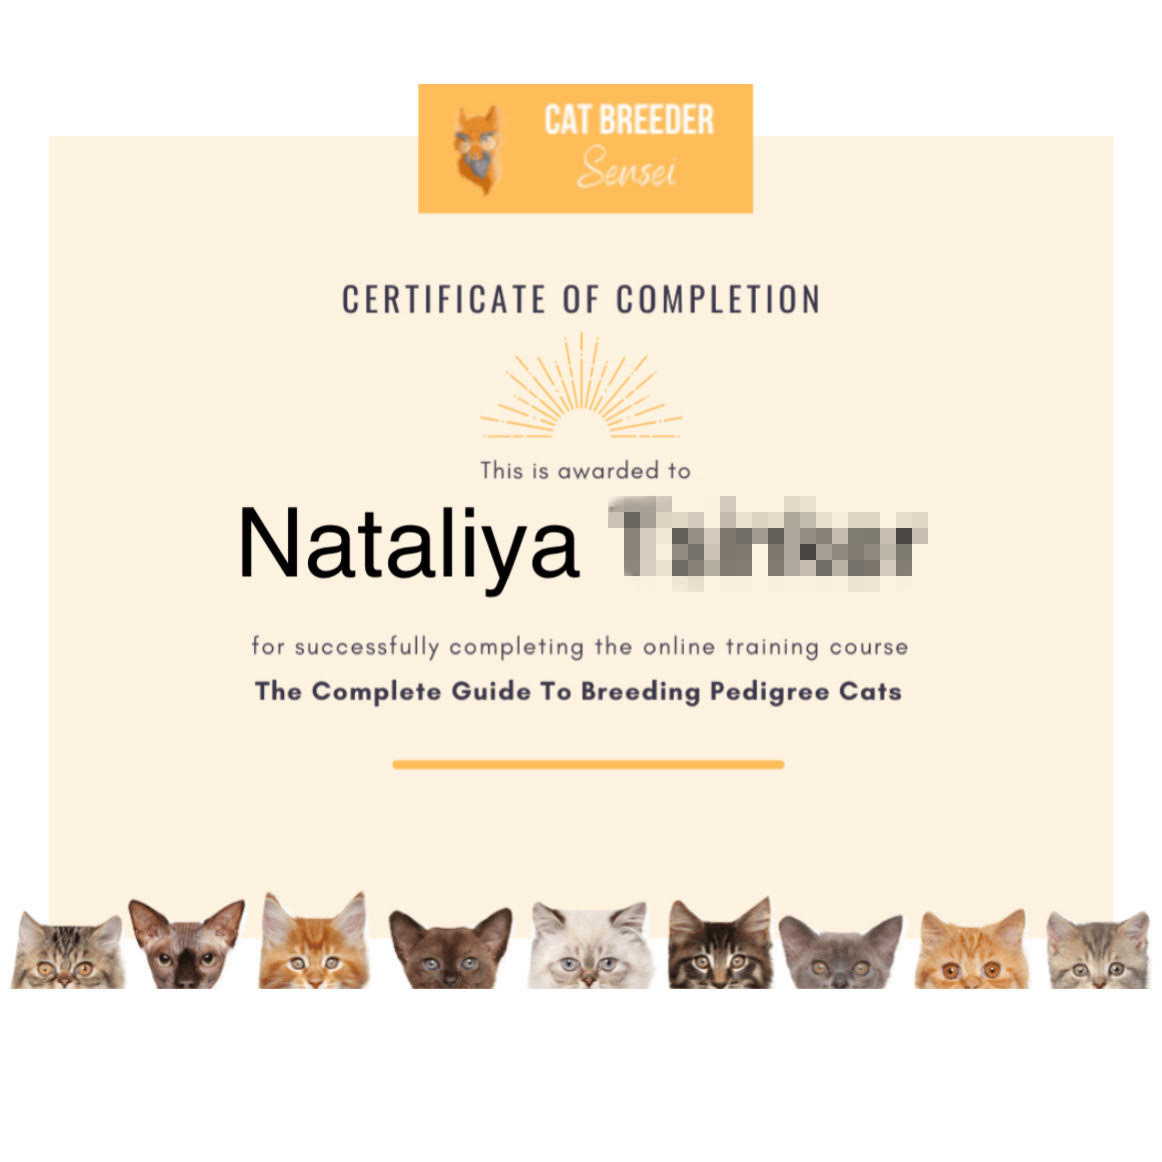 CAT BREEDER
Sensei
CERTIFICATE OF COMPLETION
This is awarded to
Nataliya
for successfully completing the online training course
The Complete Guide To Breeding Pedigree Cats